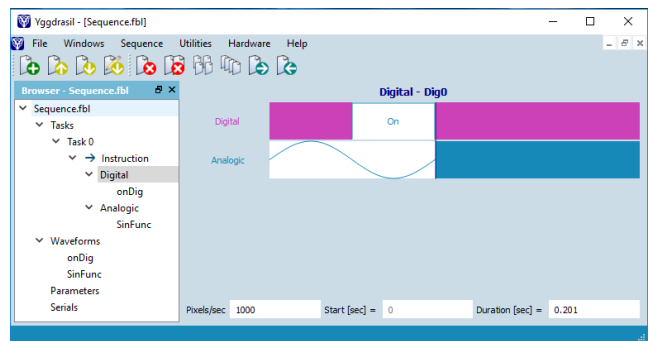 Yggdrasil - [Sequence.fbl]
File Windows Sequence Utilities Hardware Help
Browser - Sequence.fbl
Sequence.fbl
Tasks
Task 0
Instruction
Digital
onDig
Analogic
SinFunc
Waveforms
onDig
SinFunc
Parameters
Serials
Digital - Dig0
Digital On
Analogic
Pixels/sec 1000 Start [sec] = 0 Duration [sec] = 0.201